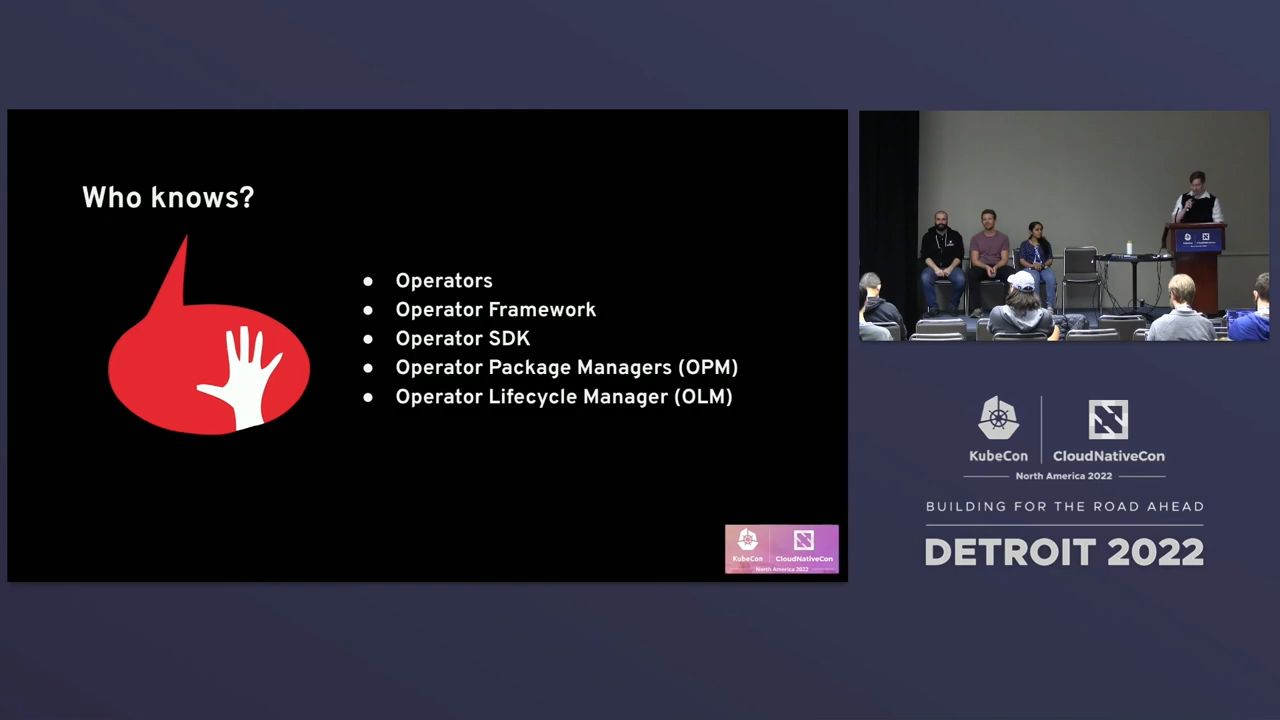 Who knows?
● Operators
● Operator Framework
● Operator SDK
● Operator Package Managers (OPM)
● Operator Lifecycle Manager (OLM)
KubeCon
CloudNativeCon
North America 2022
KubeCon
CloudNativeCon
North America 2022
BUILDING FOR THE ROAD AHEAD
DETROIT 2022